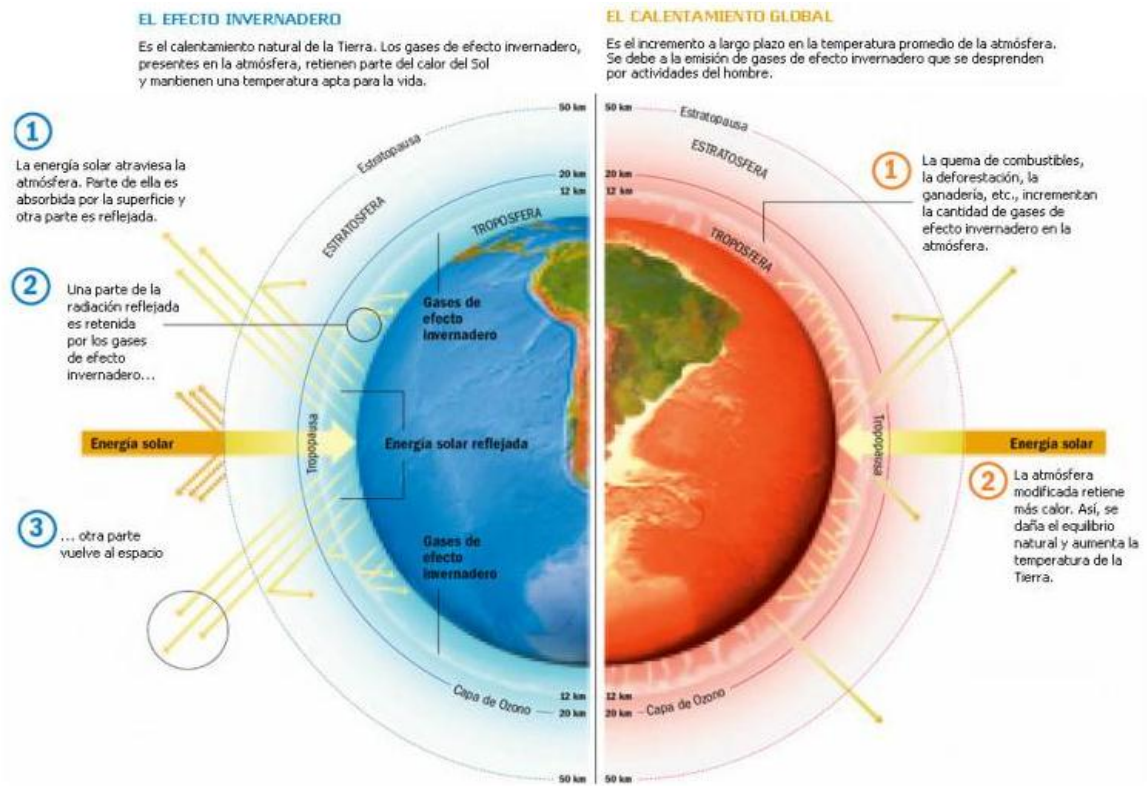 EL EFECTO INVERNADERO
Es el calentamiento natural de la Tierra. Los gases de efecto invernadero,
presentes en la atmósfera, retienen parte del calor del Sol
y mantienen una temperatura apta para la vida.
EL CALENTAMIENTO GLOBAL
Es el incremento a largo plazo en la temperatura promedio de la atmósfera.
Se debe a la emisión de gases de efecto invernadero que se desprenden
por actividades del hombre.
1
La energía solar atraviesa la
atmósfera. Parte de ella es
absorbida por la superficie y
otra parte es reflejada.
2
Una parte de la
radiación reflejada
es retenida
por los gases
de efecto
invernadero...
Energía solar
3
... otra parte
vuelve al espacio
50 km
Estratopausa
20 km
12 km
ESTRATOSFERA
TROPOSFERA
Gases de
efecto
invernadero
Tropopausa
Energía solar reflejada
Gases de
efecto
invernadero
Capa de Ozono
12 km
20 km
50 km
50 km
Estratopausa
ESTRATOSFERA
20 km
12 km
TROPOSFERA
1
La quema de combustibles,
la deforestación, la
ganadería, etc., incrementan
la cantidad de gases de
efecto invernadero en la
atmósfera.
Tropopausa
Energía solar
2
La atmósfera
modificada retiene
más calor. Así, se
daña el equilibrio
natural y aumenta la
temperatura de la
Tierra.
12 km
20 km
Capa de Ozono
50 km